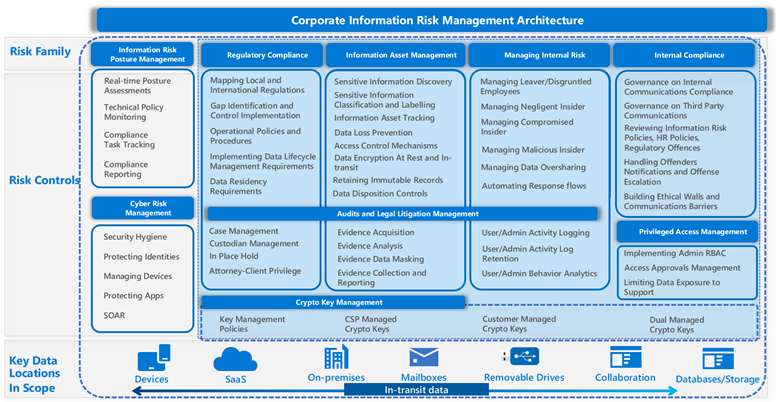 Corporate Information Risk Management Architecture
Risk Family
Information Risk
Posture Management
Regulatory Compliance
Information Asset Management
Managing Internal Risk
Internal Compliance
Risk Controls
Real-time Posture
Assessments
Technical Policy
Monitoring
Compliance
Task Tracking
Compliance
Reporting
Cyber Risk
Management
Security Hygiene
Protecting Identities
Managing Devices
Protecting Apps
SOAR
Mapping Local and
International Regulations
Gap Identification and
Control Implementation
Operational Policies and
Procedures
Implementing Data Lifecycle
Management Requirements
Data Residency
Requirements
Sensitive Information Discovery
Sensitive Information
Classification and Labelling
Information Asset Tracking
Data Loss Prevention
Access Control Mechanisms
Data Encryption At Rest and In-
transit
Retaining Immutable Records
Data Disposition Controls
Managing Leaver/Disgruntled
Employees
Managing Negligent Insider
Managing Compromised
Insider
Managing Malicious Insider
Managing Data Oversharing
Automating Response flows
Governance on Internal
Communications Compliance
Governance on Third Party
Communications
Reviewing Information Risk
Policies, HR Policies,
Regulatory Offences
Handling Offenders
Notifications and Offense
Escalation
Building Ethical Walls and
Communications Barriers
Audits and Legal Litigation Management
Case Management
Custodian Management
In Place Hold
Attorney-Client Privilege
Evidence Acquisition
Evidence Analysis
Evidence Data Masking
Evidence Collection and
Reporting
User/Admin Activity Logging
User/Admin Activity Log
Retention
User/Admin Behavior Analytics
Privileged Access Management
Implementing Admin RBAC
Access Approvals Management
Limiting Data Exposure to
Support
Crypto Key Management
Key Management
Policies
CSP Managed
Crypto Keys
Customer Managed
Crypto Keys
Dual Managed
Crypto Keys
Key Data
Locations
In Scope
Devices
SaaS
On-premises
Mailboxes
Removable Drives
Collaboration
Databases/Storage
In-transit data